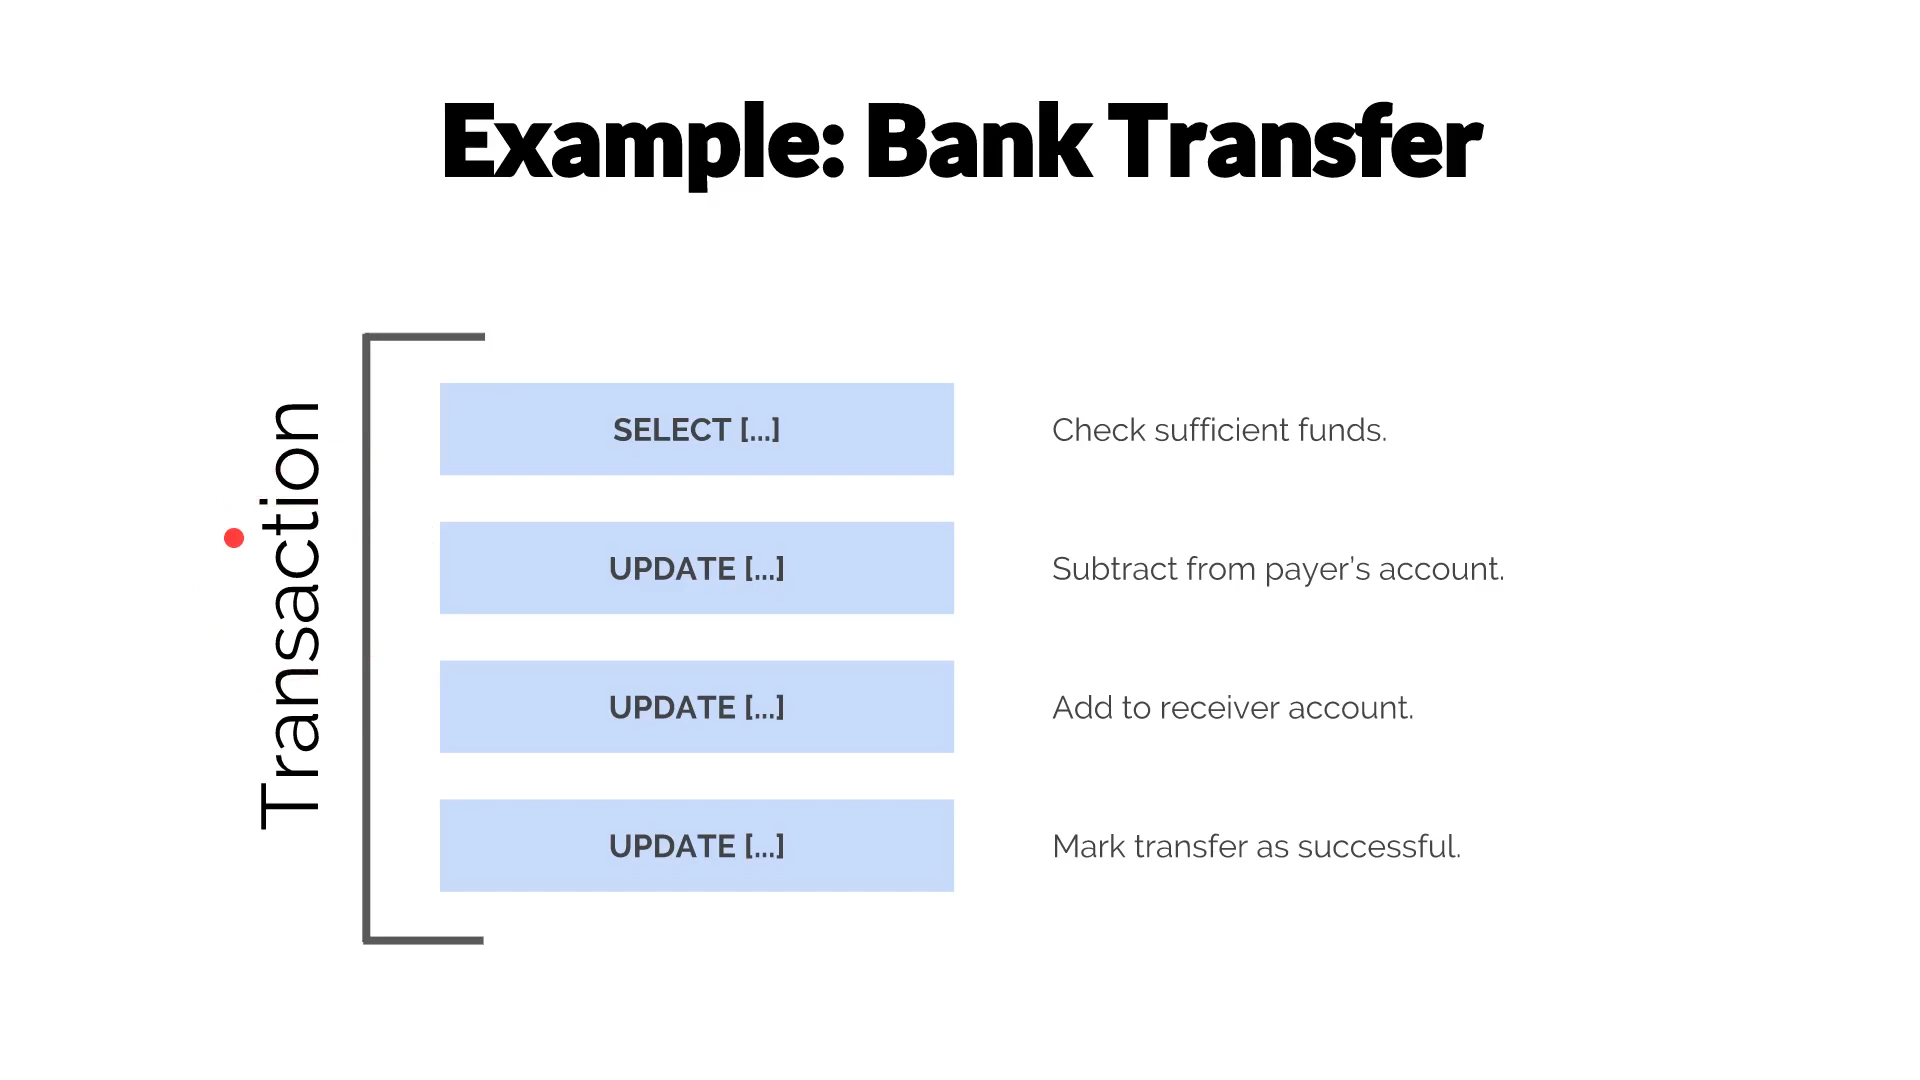 Example: Bank Transfer
Transaction
SELECT [...]
Check sufficient funds.
UPDATE [...]
Subtract from payer’s account.
UPDATE [...]
Add to receiver account.
UPDATE [...]
Mark transfer as successful.